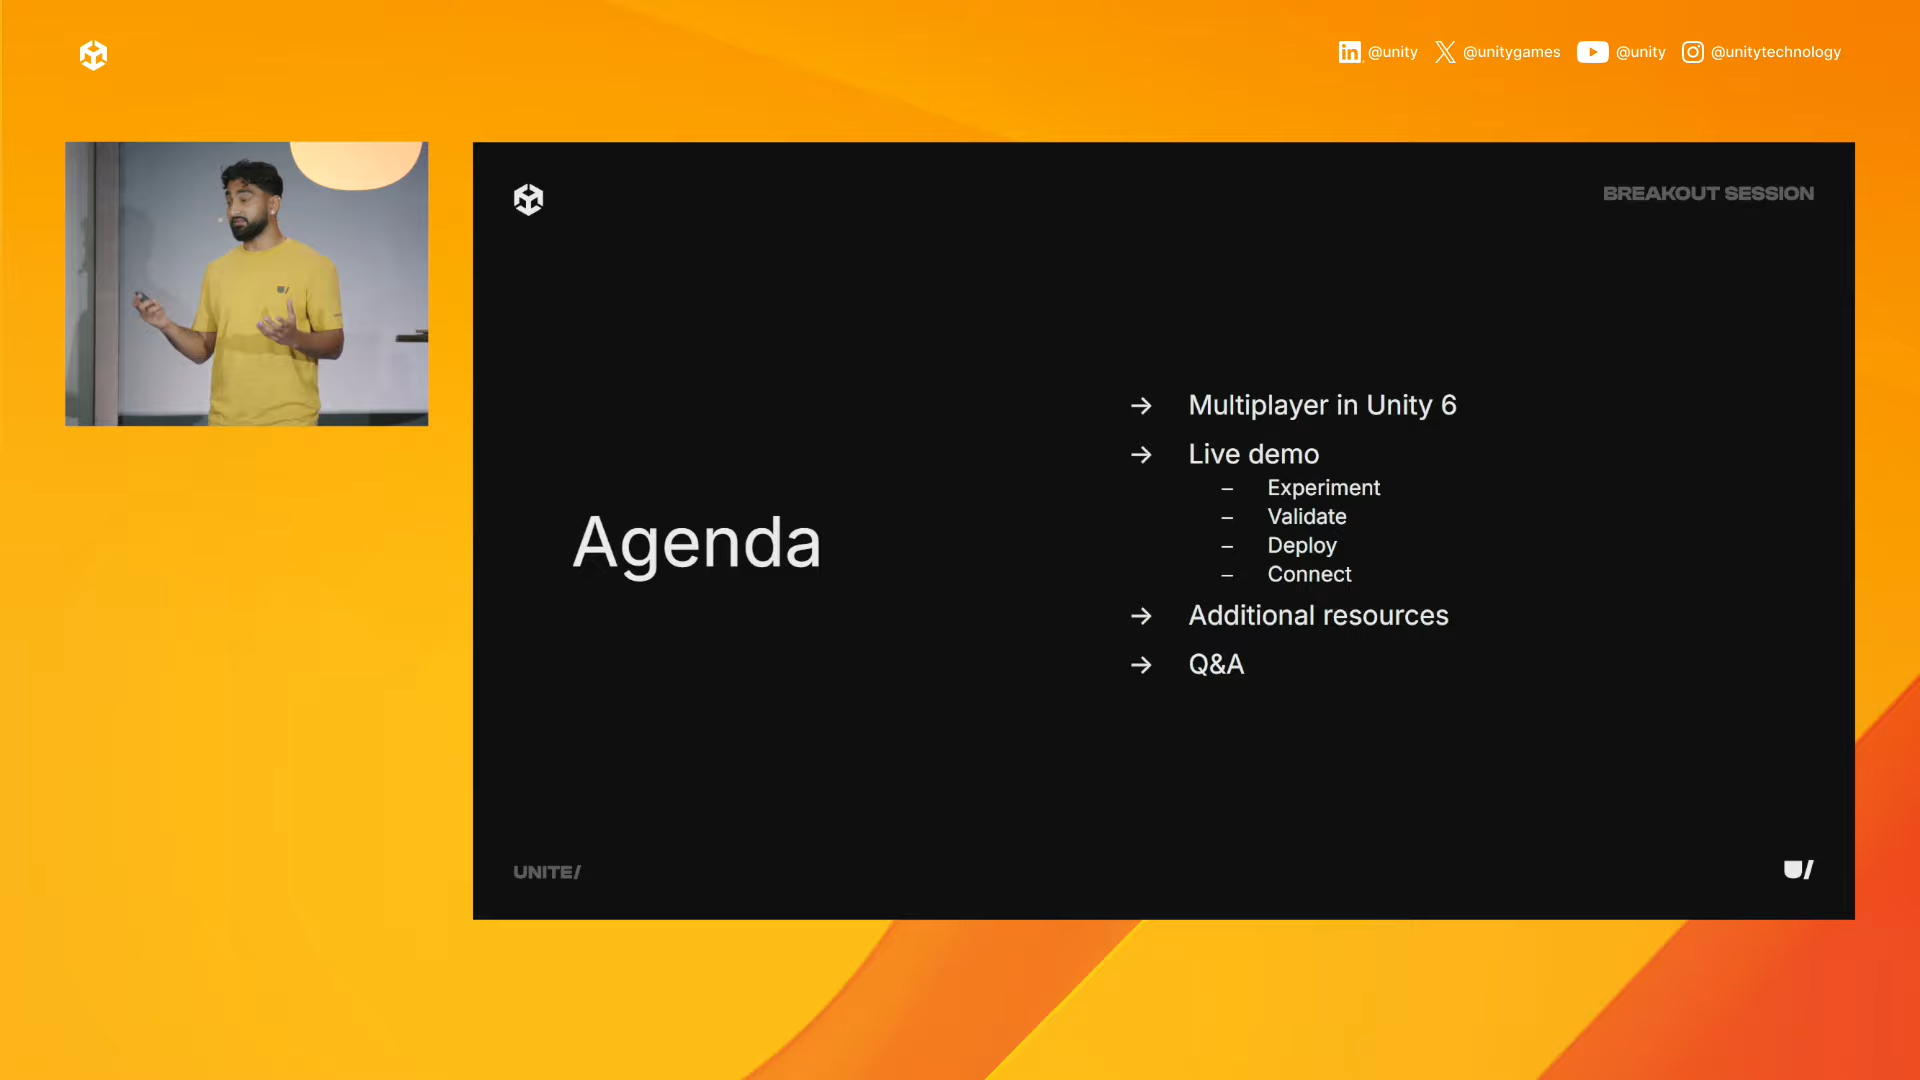 @unity @unitygames @unity @unitytechnology
BREAKOUT SESSION
Agenda
→ Multiplayer in Unity 6
→ Live demo
– Experiment
– Validate
– Deploy
– Connect
→ Additional resources
→ Q&A
UNITE/
U/